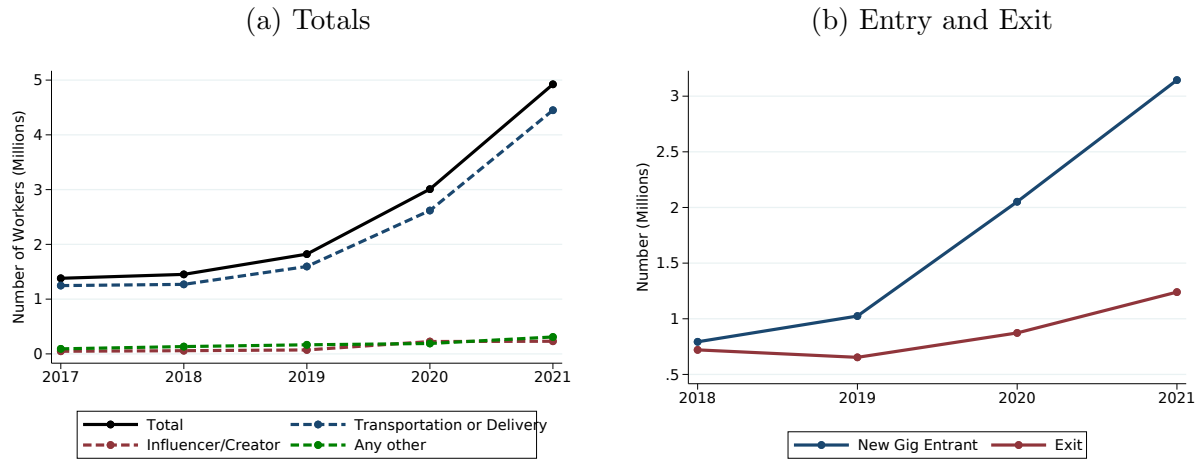 (a) Totals
Number of Workers (Millions)
5
4
3
2
1
0
2017 2018 2019 2020 2021
Total Transportation or Delivery
Influencer/Creator Any other
(b) Entry and Exit
Number (Millions)
3
2.5
2
1.5
1
.5
2018 2019 2020 2021
New Gig Entrant Exit